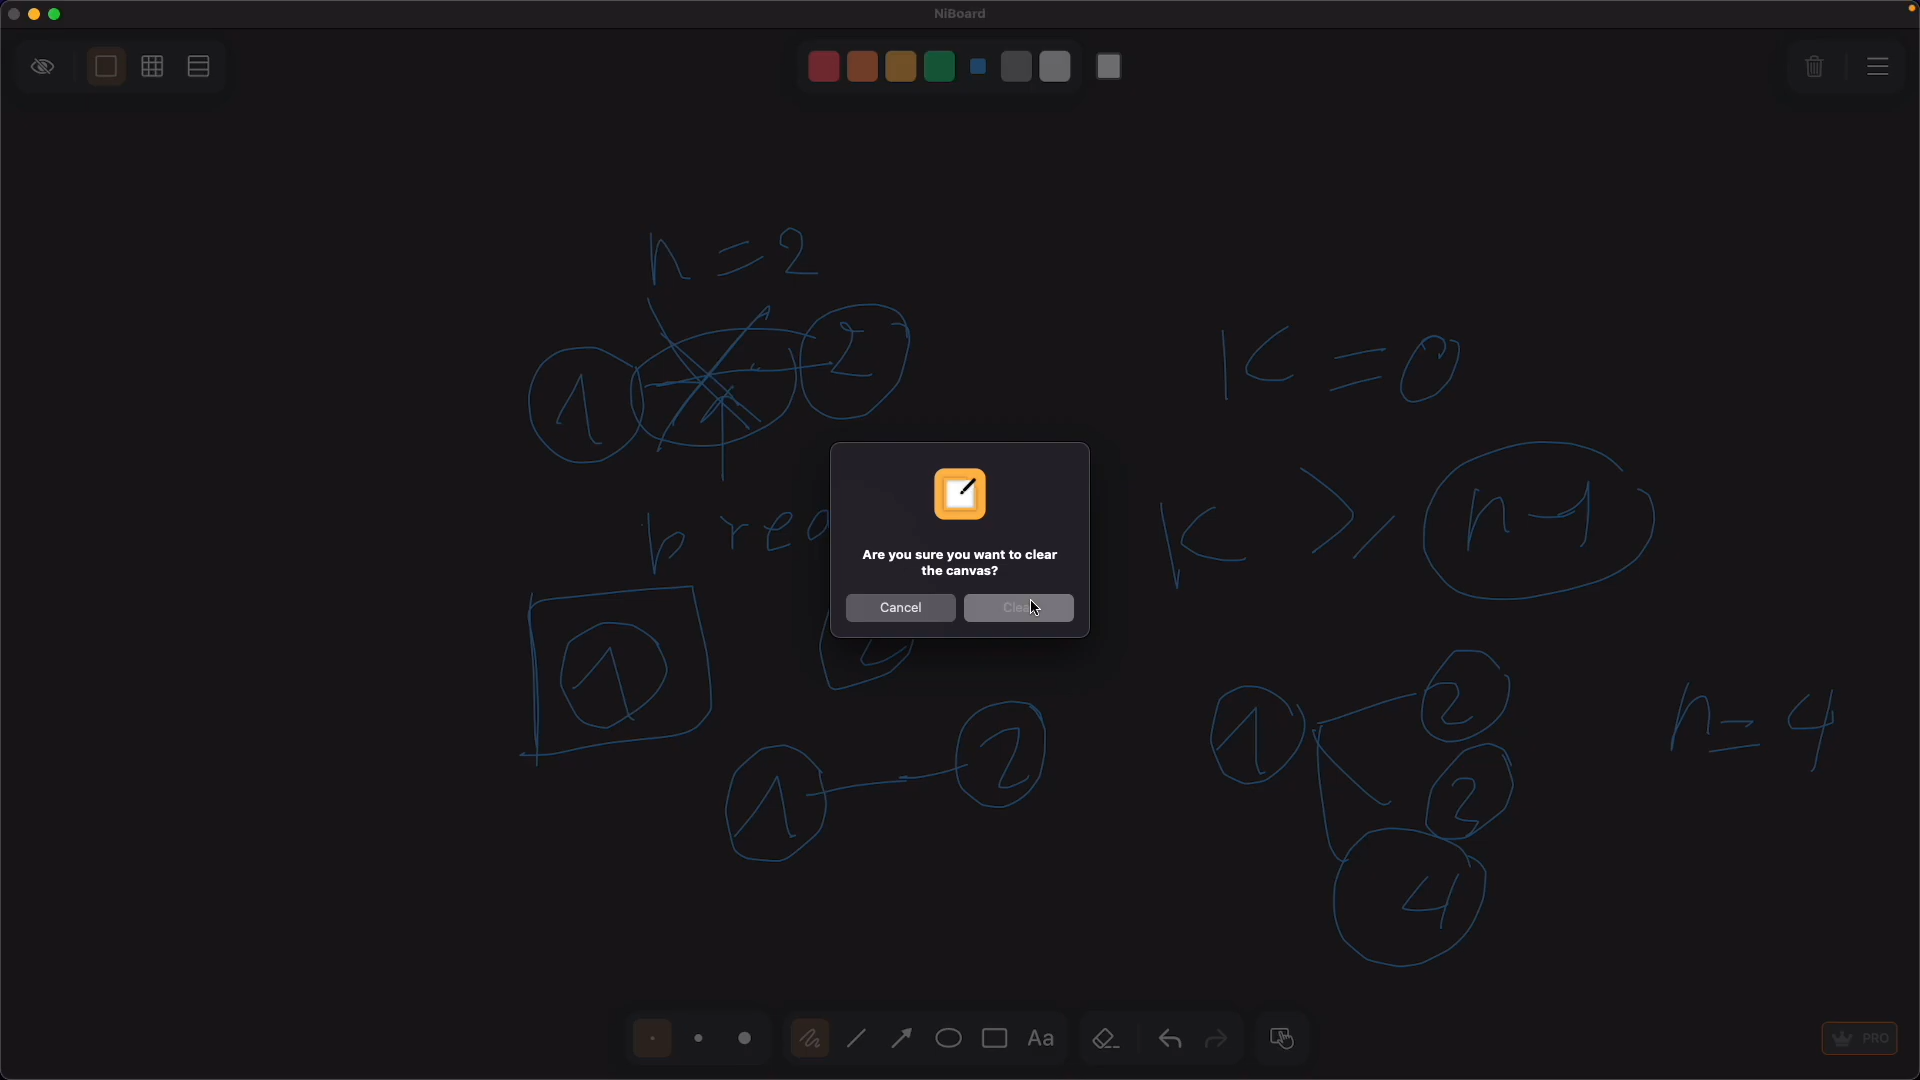 NiBoard
n = 2
1 2
K = 0
K ≥ n-1
Are you sure you want to clear
the canvas?
Cancel Clear
1
1 2
1 2
3
4
n = 4
Aa
PRO